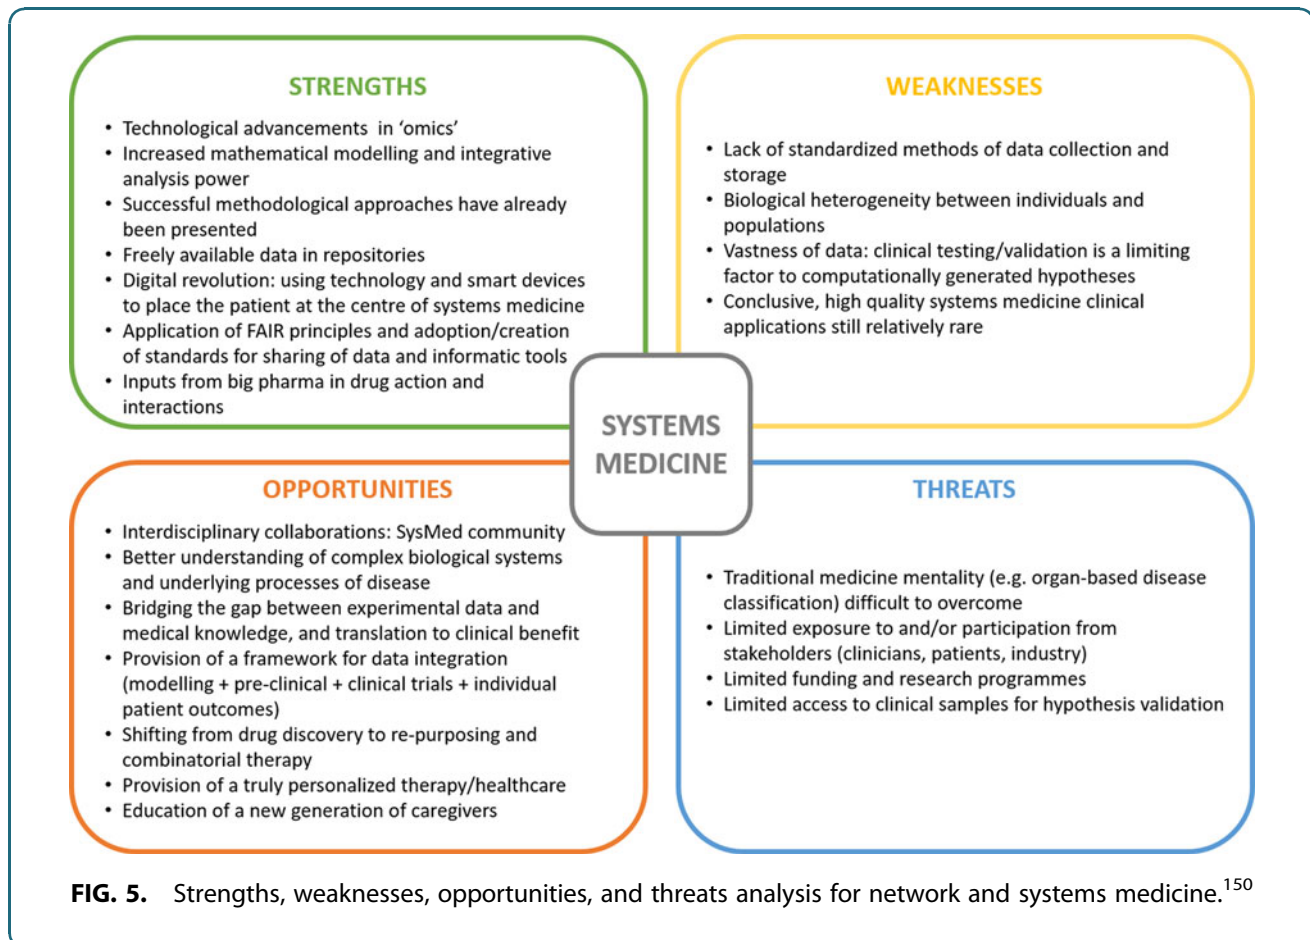 STRENGTHS
• Technological advancements in ‘omics’
• Increased mathematical modelling and integrative
analysis power
• Successful methodological approaches have already
been presented
• Freely available data in repositories
• Digital revolution: using technology and smart devices
to place the patient at the centre of systems medicine
• Application of FAIR principles and adoption/creation
of standards for sharing of data and informatic tools
• Inputs from big pharma in drug action and
interactions
WEAKNESSES
• Lack of standardized methods of data collection and
storage
• Biological heterogeneity between individuals and
populations
• Vastness of data: clinical testing/validation is a limiting
factor to computationally generated hypotheses
• Conclusive, high quality systems medicine clinical
applications still relatively rare
SYSTEMS
MEDICINE
OPPORTUNITIES
• Interdisciplinary collaborations: SysMed community
• Better understanding of complex biological systems
and underlying processes of disease
• Bridging the gap between experimental data and
medical knowledge, and translation to clinical benefit
• Provision of a framework for data integration
(modelling + pre-clinical + clinical trials + individual
patient outcomes)
• Shifting from drug discovery to re-purposing and
combinatorial therapy
• Provision of a truly personalized therapy/healthcare
• Education of a new generation of caregivers
THREATS
• Traditional medicine mentality (e.g. organ-based disease
classification) difficult to overcome
• Limited exposure to and/or participation from
stakeholders (clinicians, patients, industry)
• Limited funding and research programmes
• Limited access to clinical samples for hypothesis validation
FIG. 5. Strengths, weaknesses, opportunities, and threats analysis for network and systems medicine.150